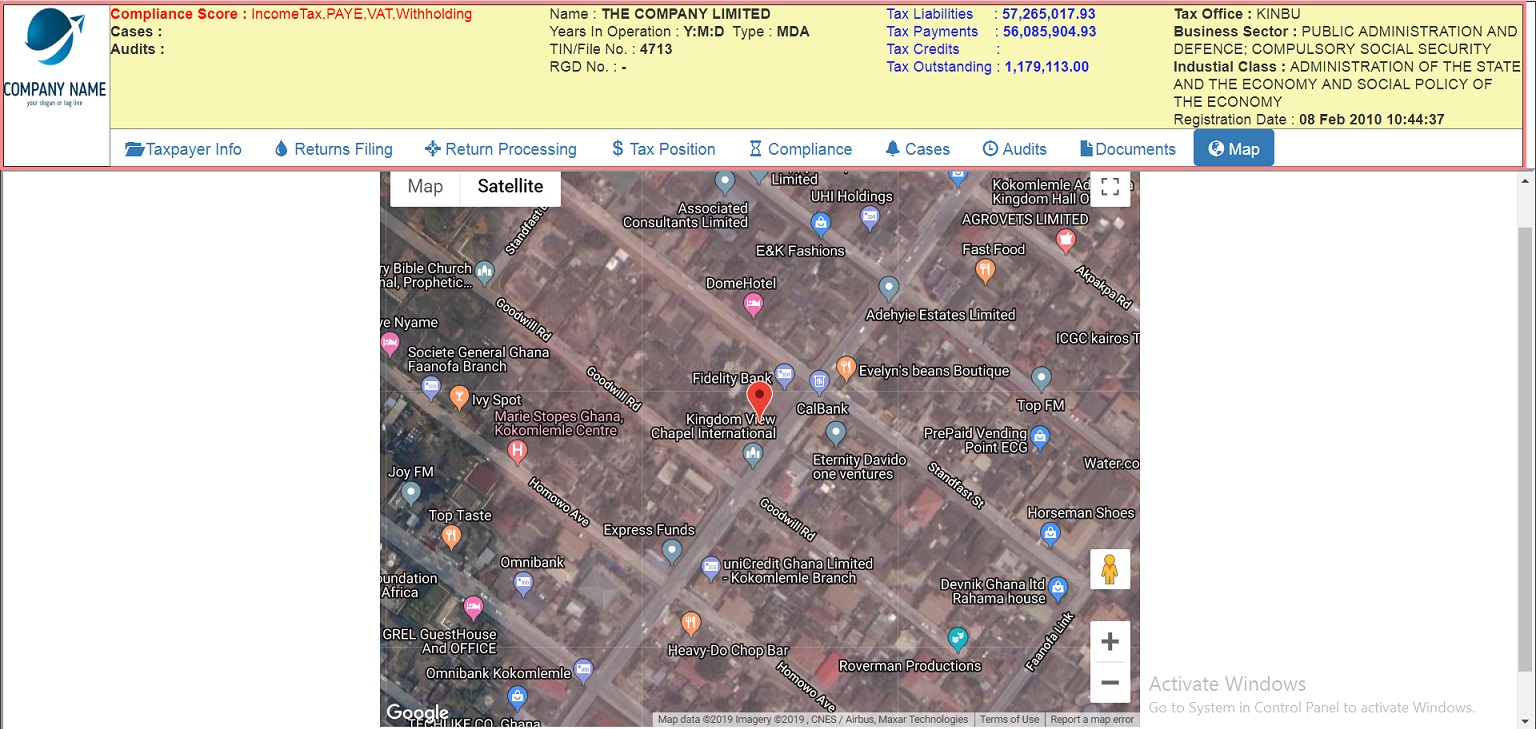 COMPANY NAME
your slogan or tag line
Compliance Score : IncomeTax,PAYE,VAT,Withholding
Cases :
Audits :
Name : THE COMPANY LIMITED
Years In Operation : Y:M:D Type : MDA
TIN/File No. : 4713
RGD No. : -
Tax Liabilities : 57,265,017.93
Tax Payments : 56,085,904.93
Tax Credits :
Tax Outstanding : 1,179,113.00
Tax Office : KINBU
Business Sector : PUBLIC ADMINISTRATION AND
DEFENCE; COMPULSORY SOCIAL SECURITY
Industial Class : ADMINISTRATION OF THE STATE
AND THE ECONOMY AND SOCIAL POLICY OF
THE ECONOMY
Registration Date : 08 Feb 2010 10:44:37
Taxpayer Info Returns Filing Return Processing $ Tax Position Compliance Cases Audits Documents Map
Map Satellite
Limited
UHI Holdings
Kokomlemle Ad
Kingdom Hall O
Associated
Consultants Limited
AGROVETS LIMITED
Standfast
E&K Fashions
Fast Food
ry Bible Church
nal, Prophetic...
Akpakpa Rd
DomeHotel
Goodwill Rd
Adehyie Estates Limited
ye Nyame
ICGC kairos T
Societe General Ghana
Faanofa Branch
Goodwill Rd
Fidelity Bank
Evelyn's beans Boutique
Ivy Spot
Top FM
CalBank
Marie Stopes Ghana,
Kokomlemle Centre
Kingdom View
Chapel International
PrePaid Vending
Point ECG
Eternity Davido
one ventures
Water.co
Joy FM
Standfast St
Homowo Ave
Top Taste
Goodwill Rd
Horseman Shoes
Express Funds
Omnibank
uniCredit Ghana Limited
- Kokomlemle Branch
oundation
Africa
Devnik Ghana ltd
Rahama house
GREL GuestHouse
And OFFICE
Heavy-Do Chop Bar
Faanofa Link
Roverman Productions
Omnibank Kokomlemle
Homowo Ave
Activate Windows
Go to System in Control Panel to activate Windows.
Google
TECHUKE CO. Ghana
Map data ©2019 Imagery ©2019 , CNES / Airbus, Maxar Technologies Terms of Use Report a map error